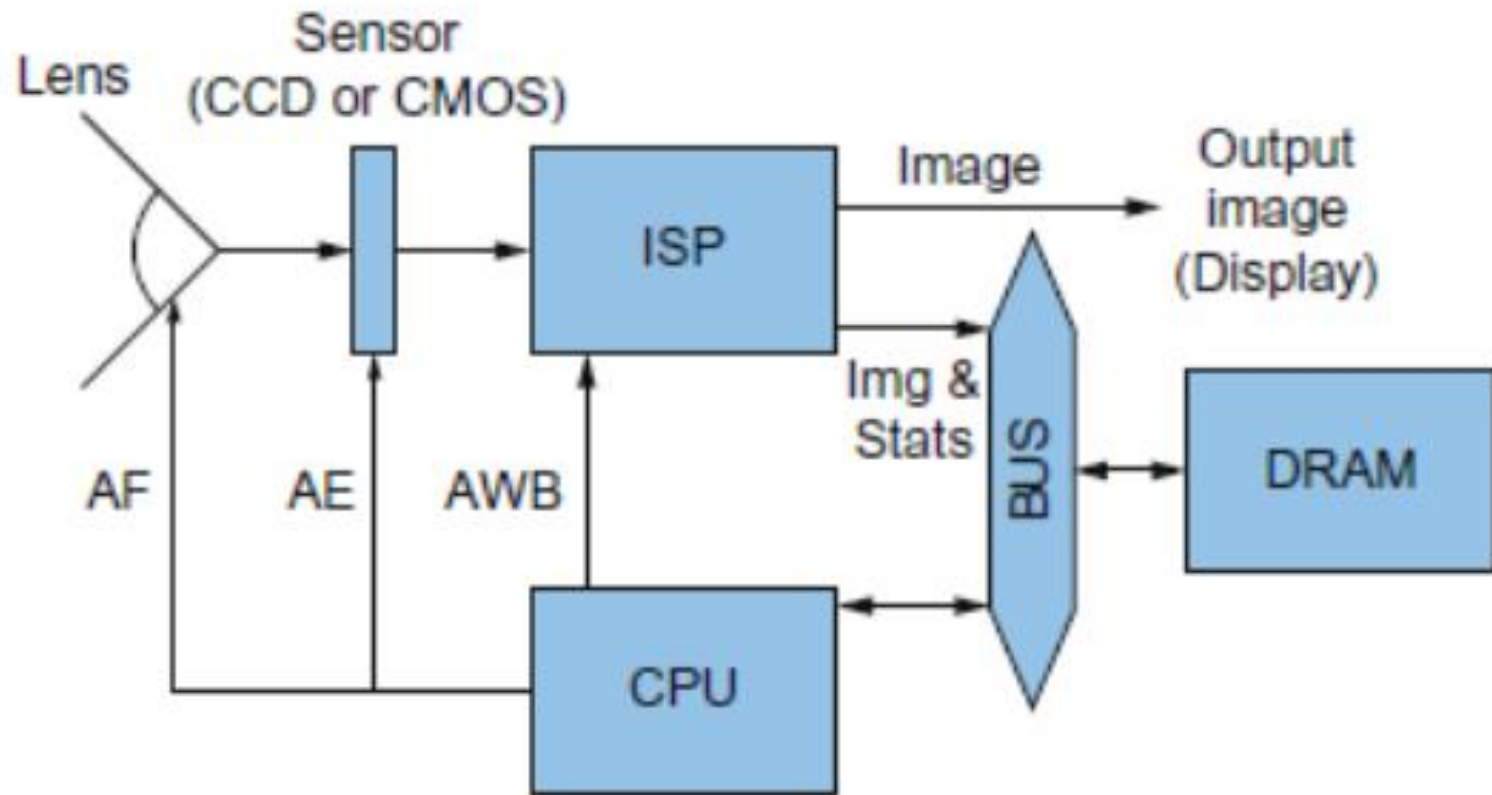 Sensor
(CCD or CMOS)
Lens
ISP
Image
Output
image
(Display)
Img &
Stats
BUS
DRAM
AF
AE
AWB
CPU